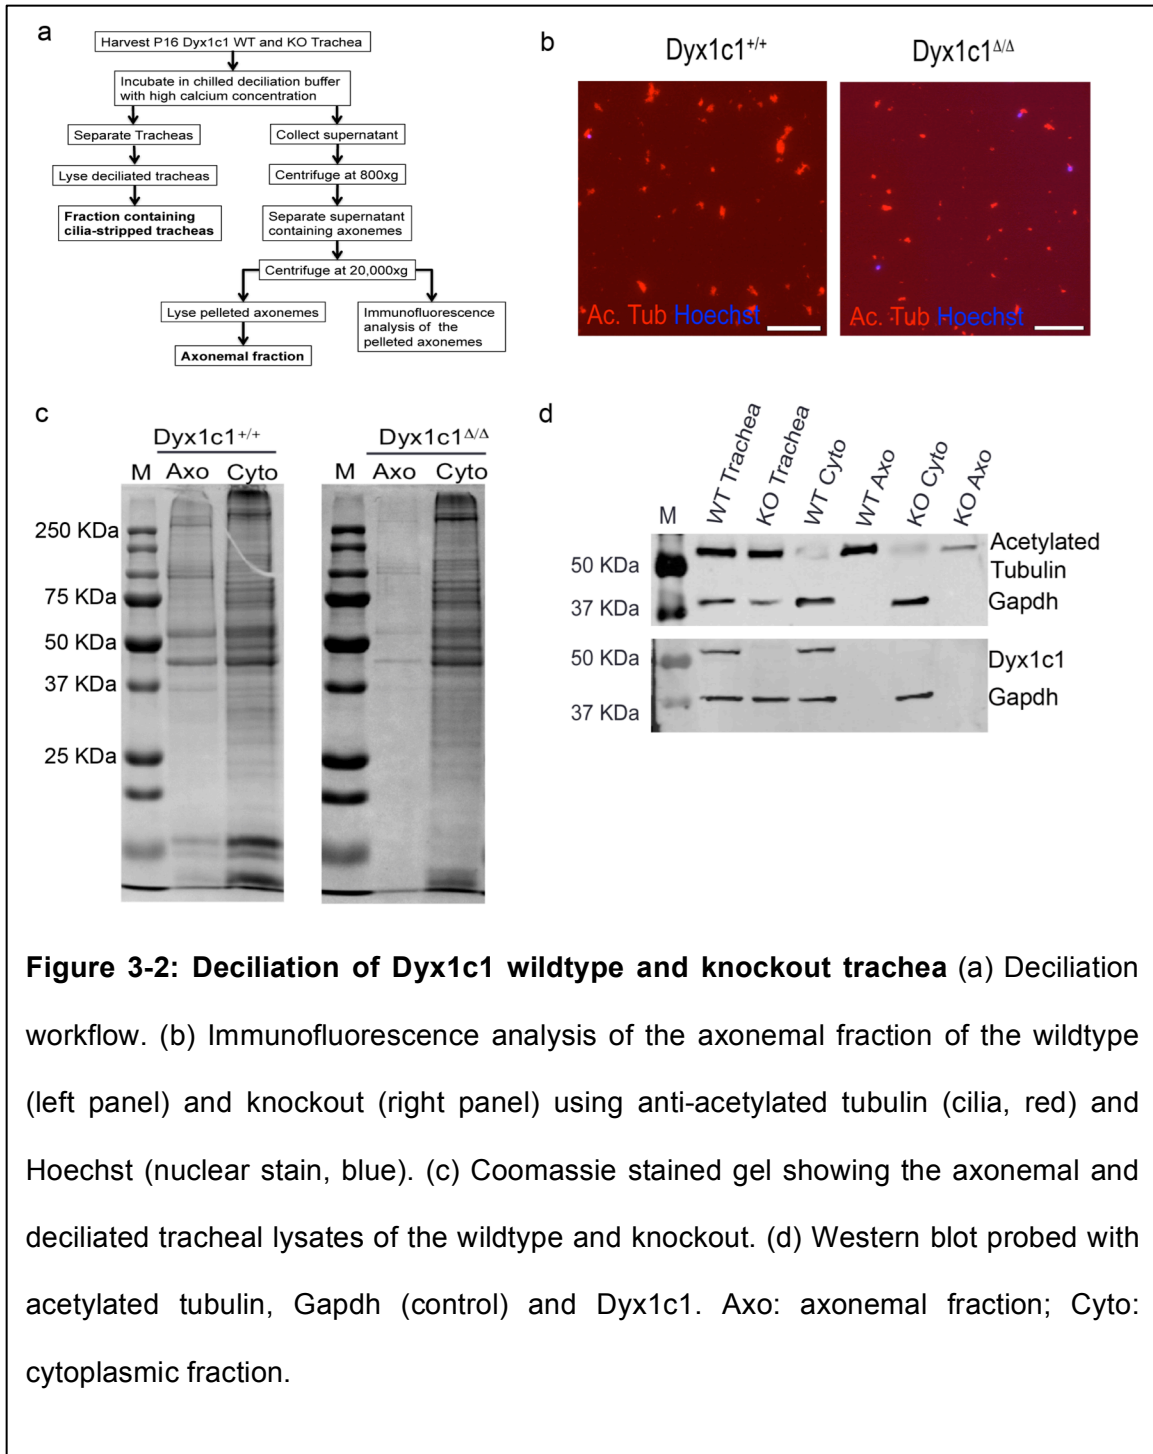 a
Harvest P16 Dyx1c1 WT and KO Trachea
Incubate in chilled deciliation buffer
with high calcium concentration
Separate Tracheas
Collect supernatant
Lyse deciliated tracheas
Centrifuge at 800xg
Fraction containing
cilia-stripped tracheas
Separate supernatant
containing axonemes
Centrifuge at 20,000xg
Lyse pelleted axonemes
Immunofluorescence
analysis of the
pelleted axonemes
Axonemal fraction
b
Dyx1c1+/+
Dyx1c1Δ/Δ
Ac. Tub Hoechst
Ac. Tub Hoechst
c
Dyx1c1+/+
Dyx1c1Δ/Δ
M Axo Cyto
M Axo Cyto
250 KDa
75 KDa
50 KDa
37 KDa
25 KDa
d
M
WT Trachea
KO Trachea
WT Cyto
WT Axo
KO Cyto
KO Axo
50 KDa
Acetylated
Tubulin
37 KDa
Gapdh
50 KDa
Dyx1c1
37 KDa
Gapdh
Figure 3-2: Deciliation of Dyx1c1 wildtype and knockout trachea (a) Deciliation
workflow. (b) Immunofluorescence analysis of the axonemal fraction of the wildtype
(left panel) and knockout (right panel) using anti-acetylated tubulin (cilia, red) and
Hoechst (nuclear stain, blue). (c) Coomassie stained gel showing the axonemal and
deciliated tracheal lysates of the wildtype and knockout. (d) Western blot probed with
acetylated tubulin, Gapdh (control) and Dyx1c1. Axo: axonemal fraction; Cyto:
cytoplasmic fraction.